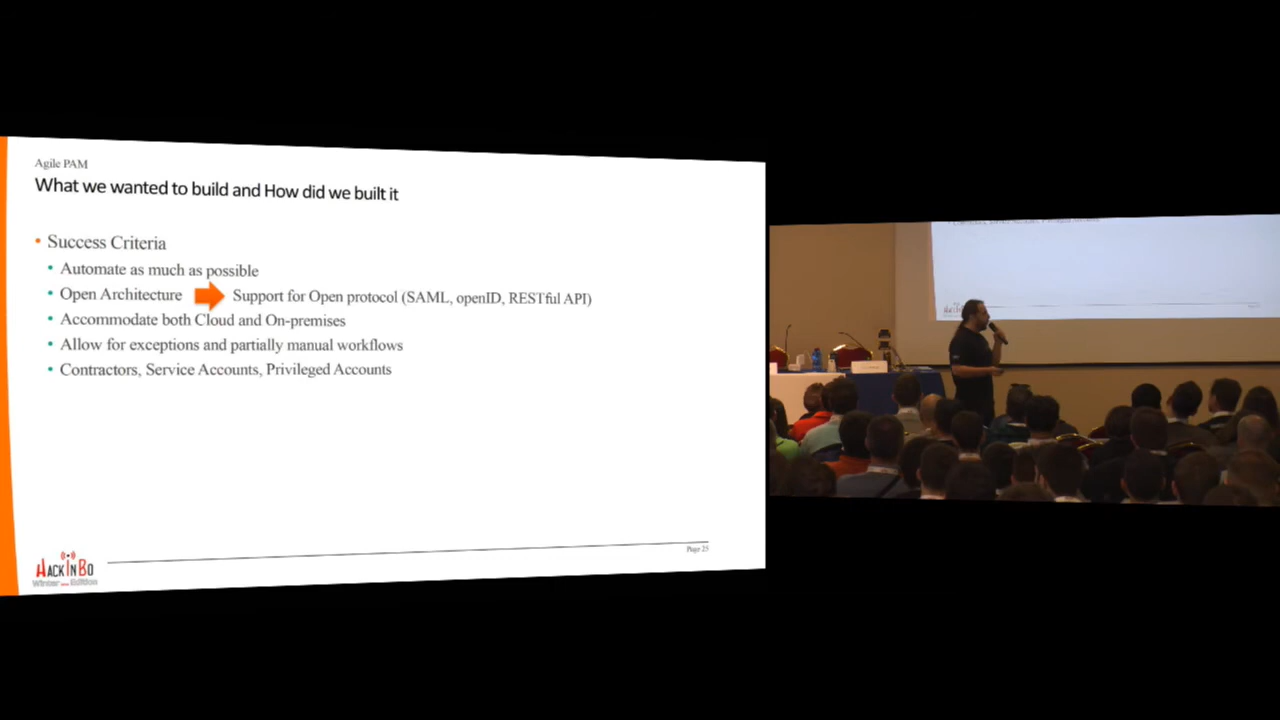 Agile PAM
What we wanted to build and How did we built it
• Success Criteria
• Automate as much as possible
• Open Architecture Support for Open protocol (SAML, openID, RESTful API)
• Accommodate both Cloud and On-premises
• Allow for exceptions and partially manual workflows
• Contractors, Service Accounts, Privileged Accounts
HackInBo
Winter_Edition
Page 25